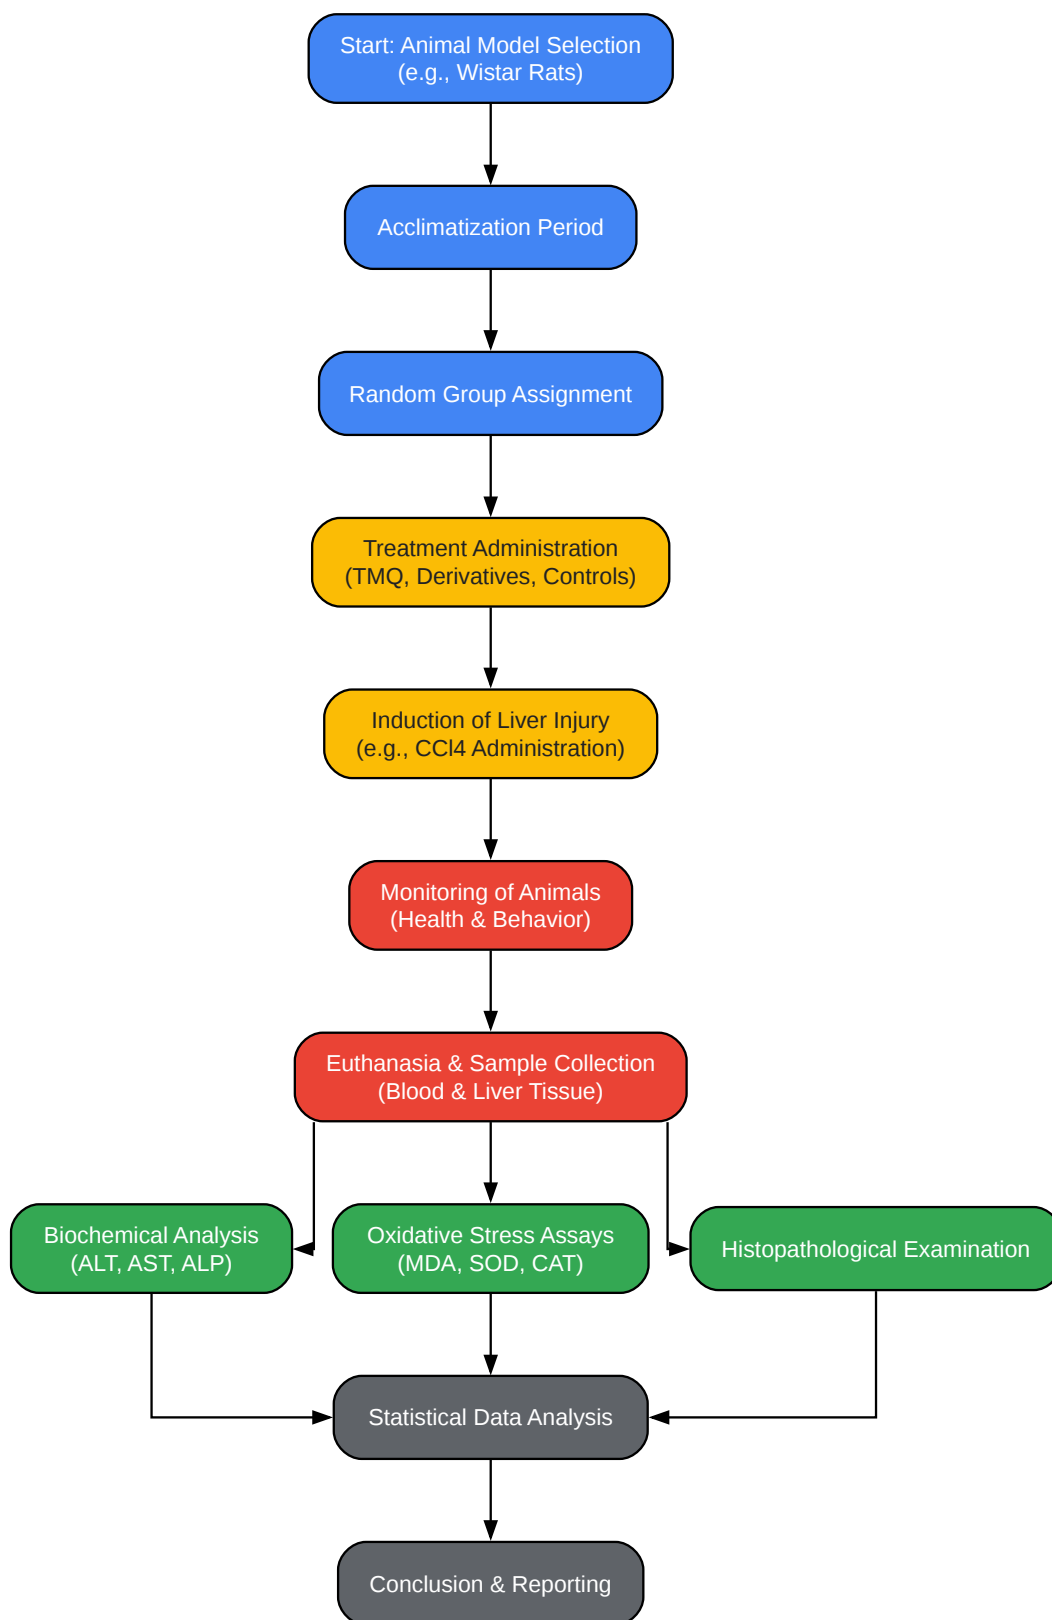 Start: Animal Model Selection
(e.g., Wistar Rats)
Acclimatization Period
Random Group Assignment
Treatment Administration
(TMQ, Derivatives, Controls)
Induction of Liver Injury
(e.g., CCl4 Administration)
Monitoring of Animals
(Health & Behavior)
Euthanasia & Sample Collection
(Blood & Liver Tissue)
Biochemical Analysis
(ALT, AST, ALP)
Oxidative Stress Assays
(MDA, SOD, CAT)
Histopathological Examination
Statistical Data Analysis
Conclusion & Reporting